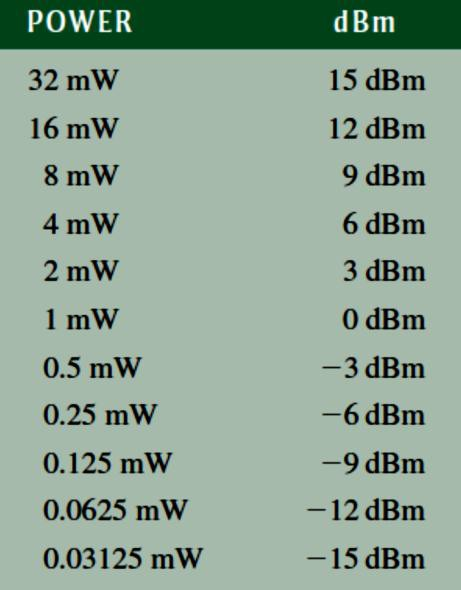 POWER dBm
32 mW 15 dBm
16 mW 12 dBm
8 mW 9 dBm
4 mW 6 dBm
2 mW 3 dBm
1 mW 0 dBm
0.5 mW −3 dBm
0.25 mW −6 dBm
0.125 mW −9 dBm
0.0625 mW −12 dBm
0.03125 mW −15 dBm